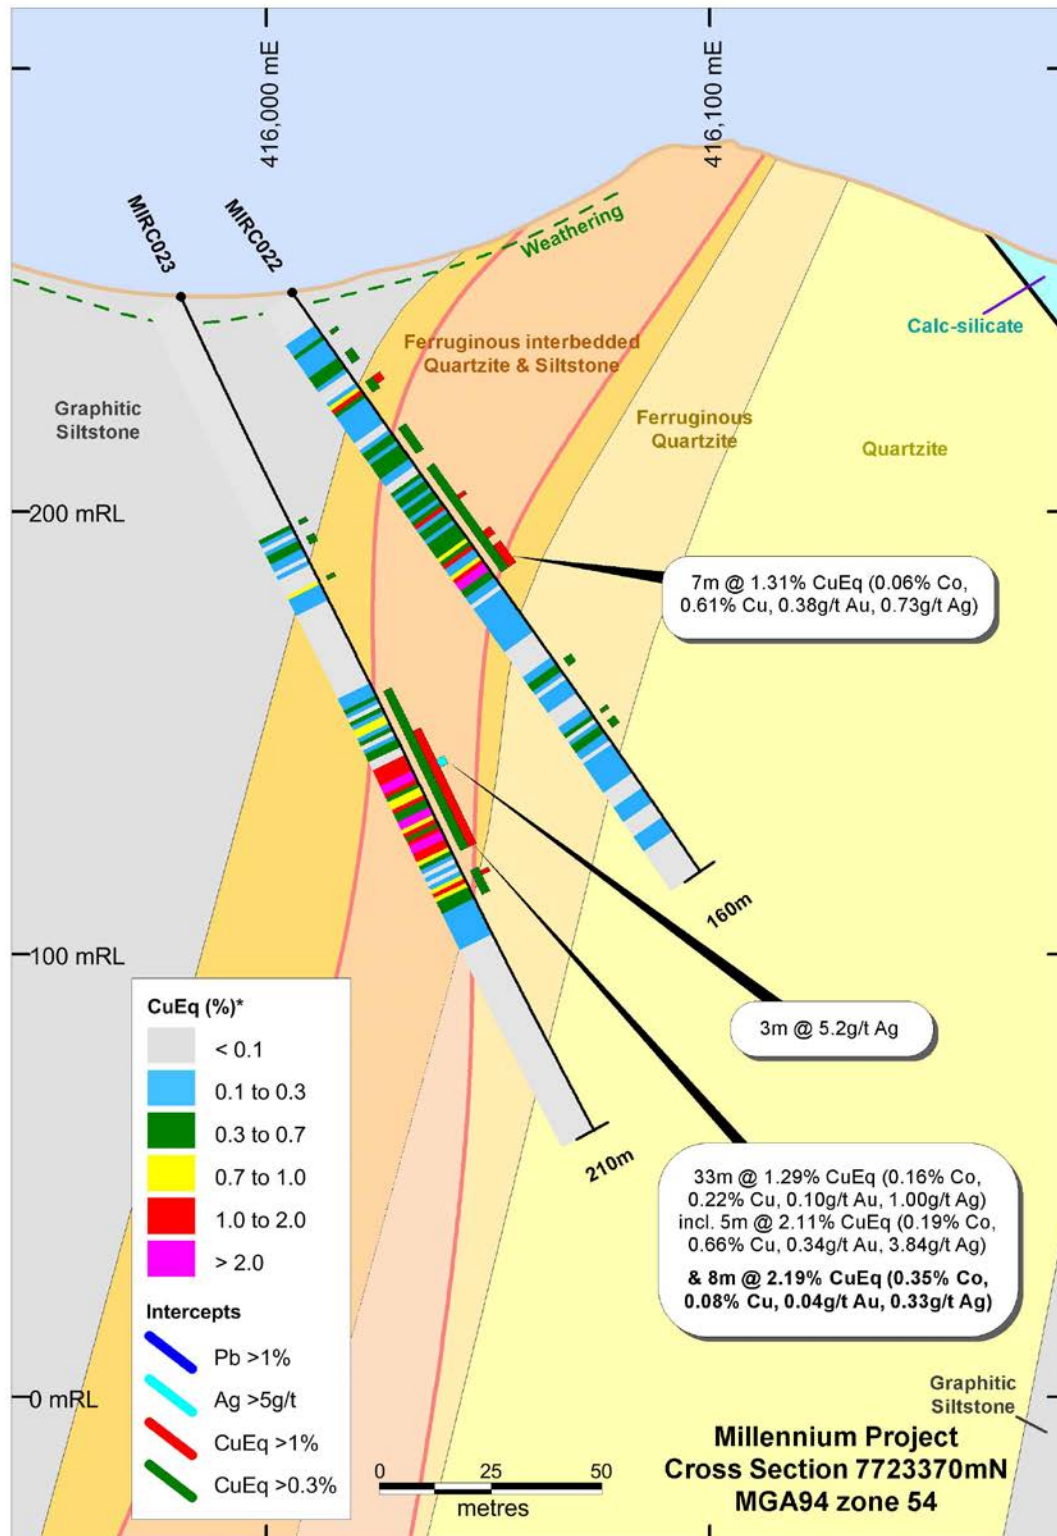 416,000 mE
416,100 mE
MIRC023
MIRC022
Weathering
Calc-silicate
Ferruginous interbedded
Quartzite & Siltstone
Graphitic
Siltstone
Ferruginous
Quartzite
Quartzite
200 mRL
7m @ 1.31% CuEq (0.06% Co,
0.61% Cu, 0.38g/t Au, 0.73g/t Ag)
160m
100 mRL
3m @ 5.2g/t Ag
210m
33m @ 1.29% CuEq (0.16% Co,
0.22% Cu, 0.10g/t Au, 1.00g/t Ag)
incl. 5m @ 2.11% CuEq (0.19% Co,
0.66% Cu, 0.34g/t Au, 3.84g/t Ag)
& 8m @ 2.19% CuEq (0.35% Co,
0.08% Cu, 0.04g/t Au, 0.33g/t Ag)
CuEq (%)*
< 0.1
0.1 to 0.3
0.3 to 0.7
0.7 to 1.0
1.0 to 2.0
> 2.0
Intercepts
Pb >1%
Ag >5g/t
CuEq >1%
CuEq >0.3%
0 mRL
0 25 50
metres
Graphitic
Siltstone
Millennium Project
Cross Section 7723370mN
MGA94 zone 54